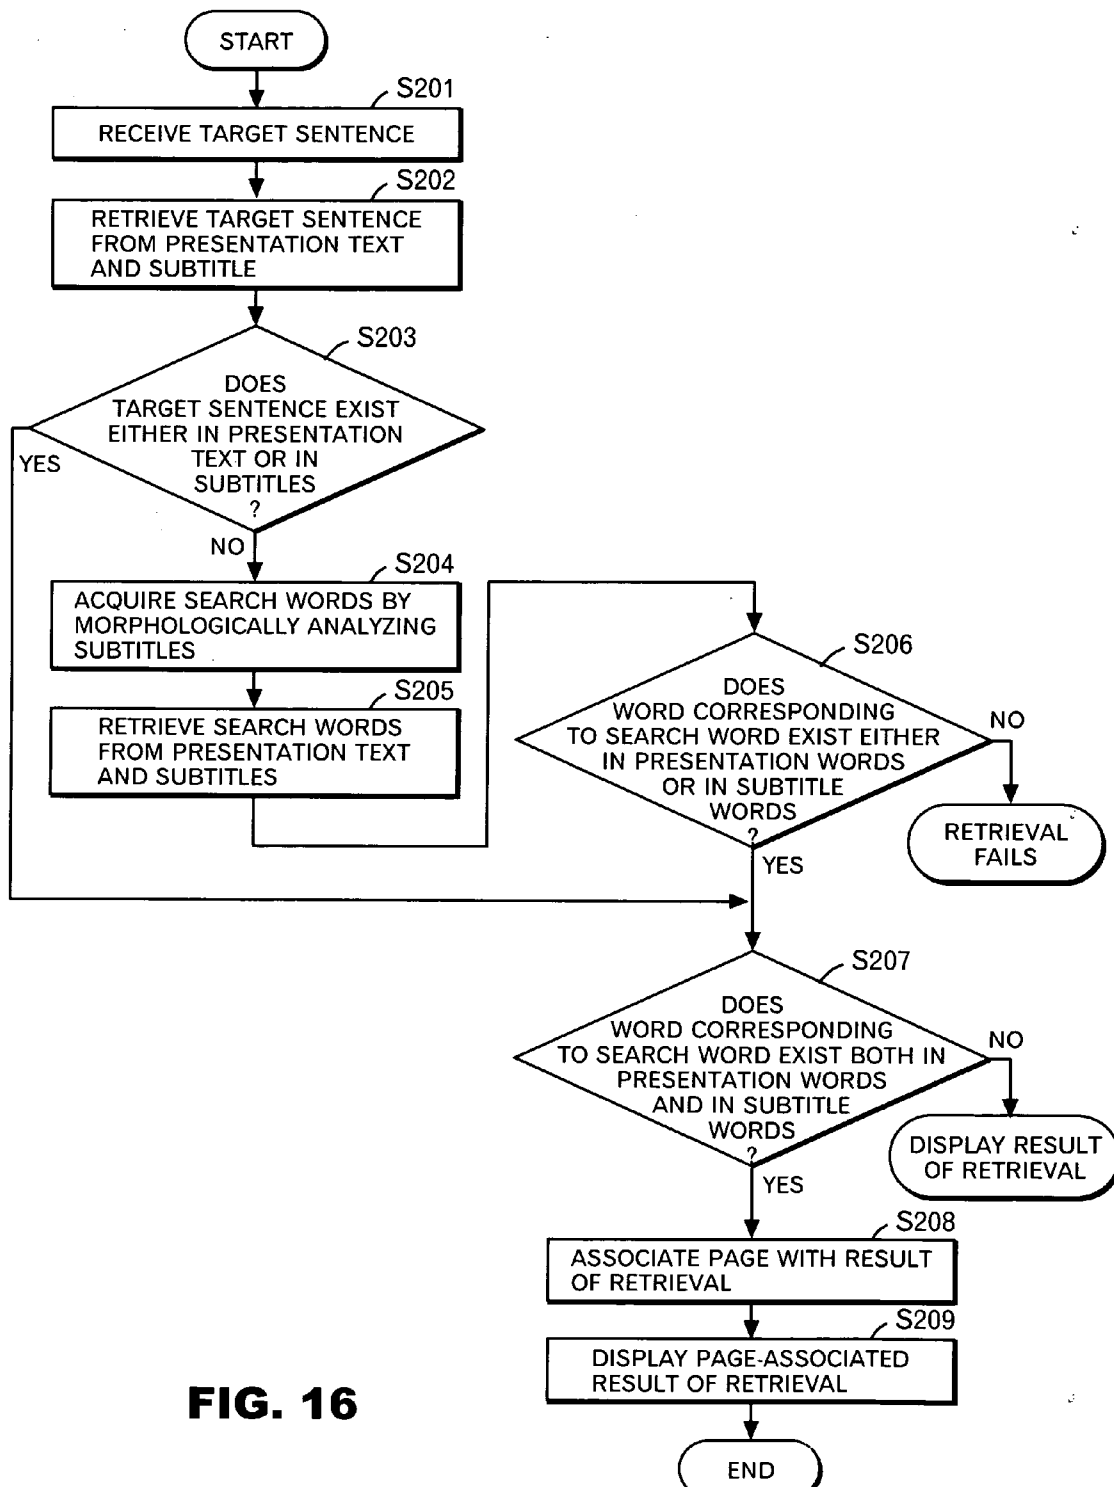 START
S201
RECEIVE TARGET SENTENCE
S202
RETRIEVE TARGET SENTENCE
FROM PRESENTATION TEXT
AND SUBTITLE
S203
DOES
TARGET SENTENCE EXIST
EITHER IN PRESENTATION
TEXT OR IN
SUBTITLES
?
YES
NO
S204
ACQUIRE SEARCH WORDS BY
MORPHOLOGICALLY ANALYZING
SUBTITLES
S205
RETRIEVE SEARCH WORDS
FROM PRESENTATION TEXT
AND SUBTITLES
S206
DOES
WORD CORRESPONDING
TO SEARCH WORD EXIST EITHER
IN PRESENTATION WORDS
OR IN SUBTITLE
WORDS
?
NO
RETRIEVAL
FAILS
YES
S207
DOES
WORD CORRESPONDING
TO SEARCH WORD EXIST BOTH IN
PRESENTATION WORDS
AND IN SUBTITLE
WORDS
?
NO
DISPLAY RESULT
OF RETRIEVAL
YES
S208
ASSOCIATE PAGE WITH RESULT
OF RETRIEVAL
S209
DISPLAY PAGE-ASSOCIATED
RESULT OF RETRIEVAL
END
FIG. 16